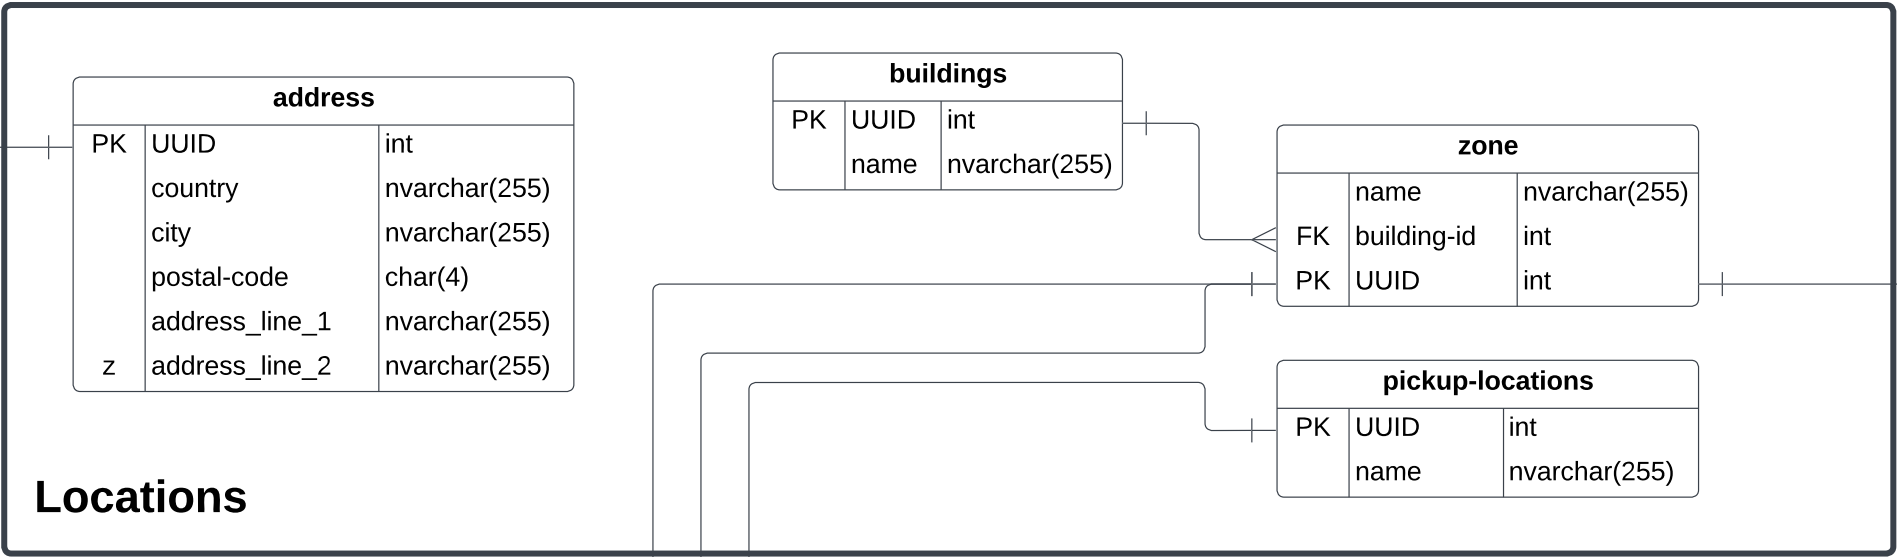 address
PK UUID int
country nvarchar(255)
city nvarchar(255)
postal-code char(4)
address_line_1 nvarchar(255)
z address_line_2 nvarchar(255)
buildings
PK UUID int
name nvarchar(255)
zone
name nvarchar(255)
FK building-id int
PK UUID int
pickup-locations
PK UUID int
name nvarchar(255)
Locations